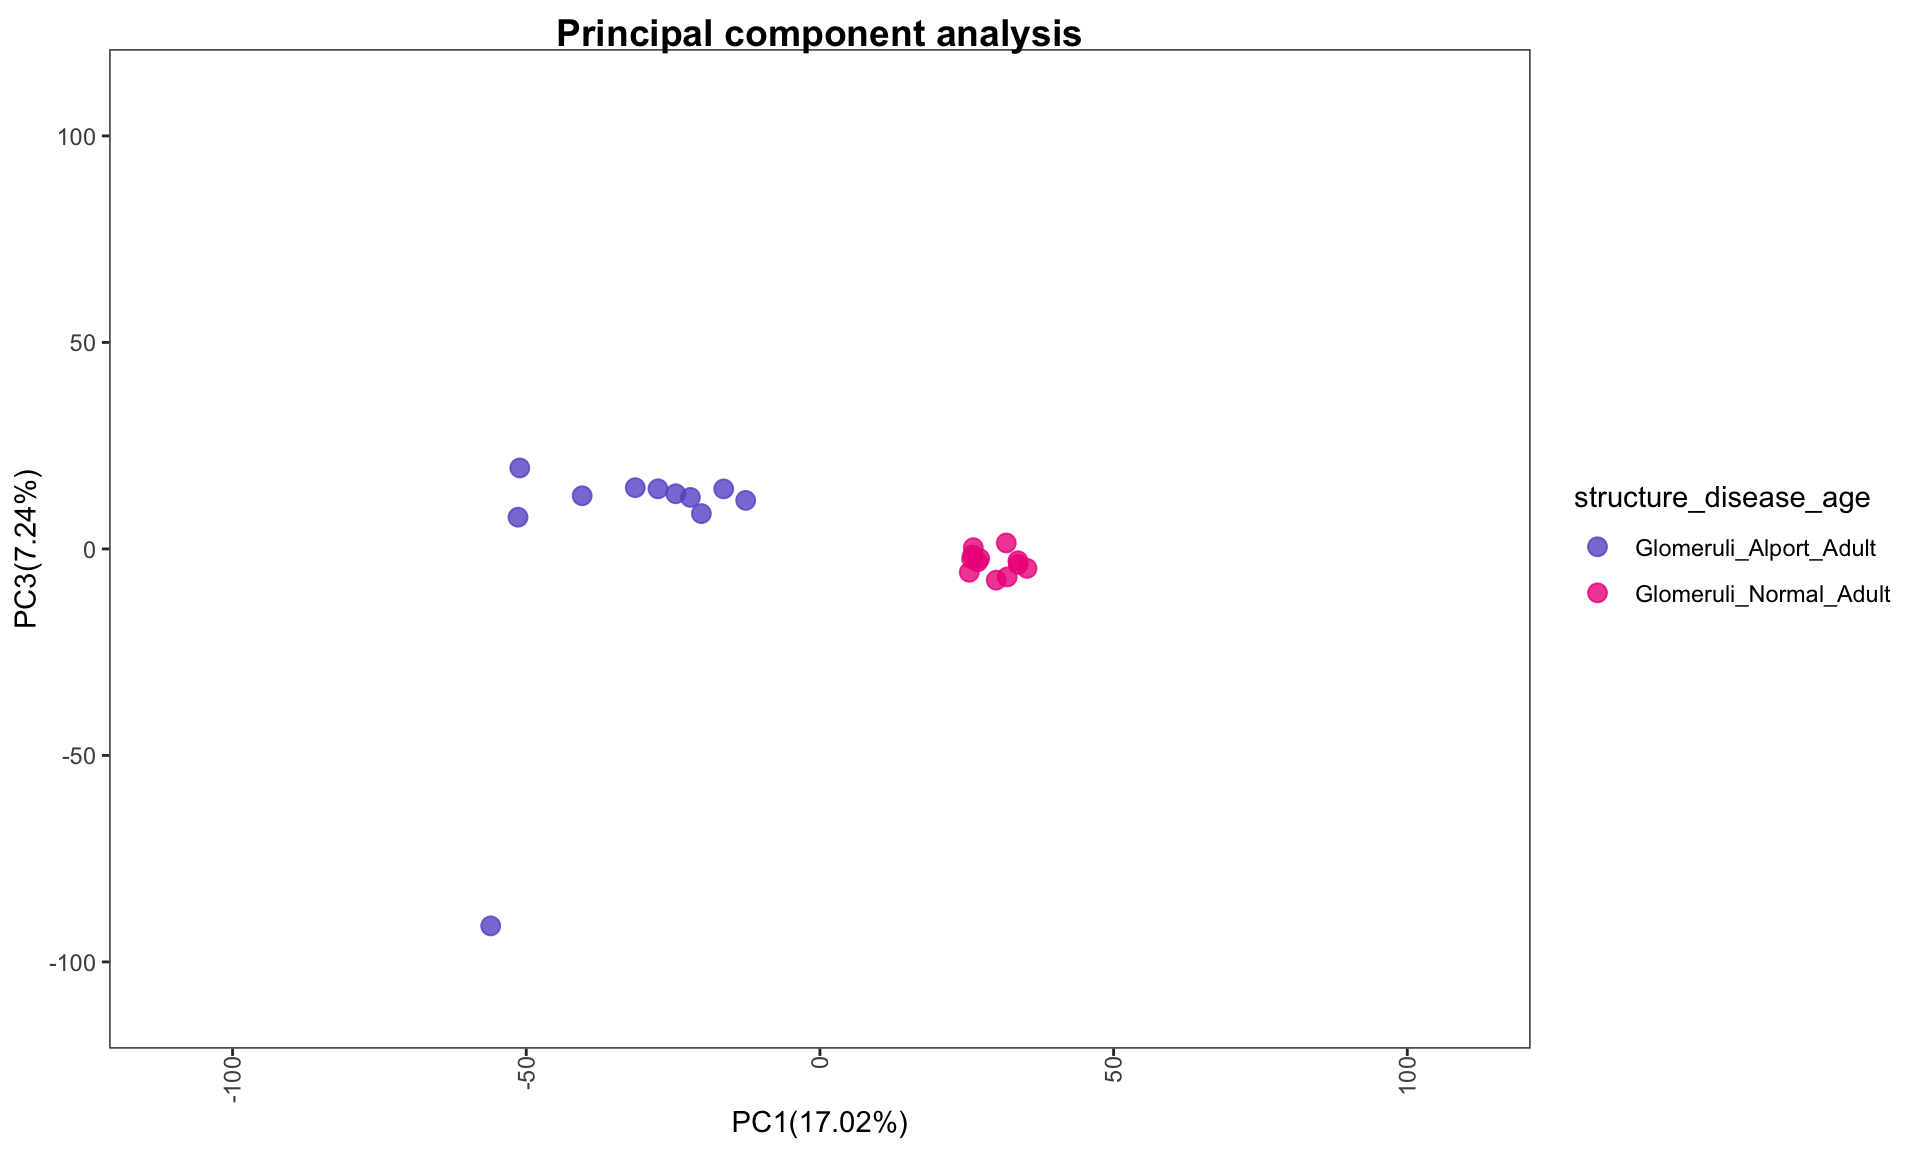 Principal component analysis
100
50
0
-50
-100
PC3(7.24%)
-100
-50
0
50
100
PC1(17.02%)
structure_disease_age
Glomeruli_Alport_Adult
Glomeruli_Normal_Adult